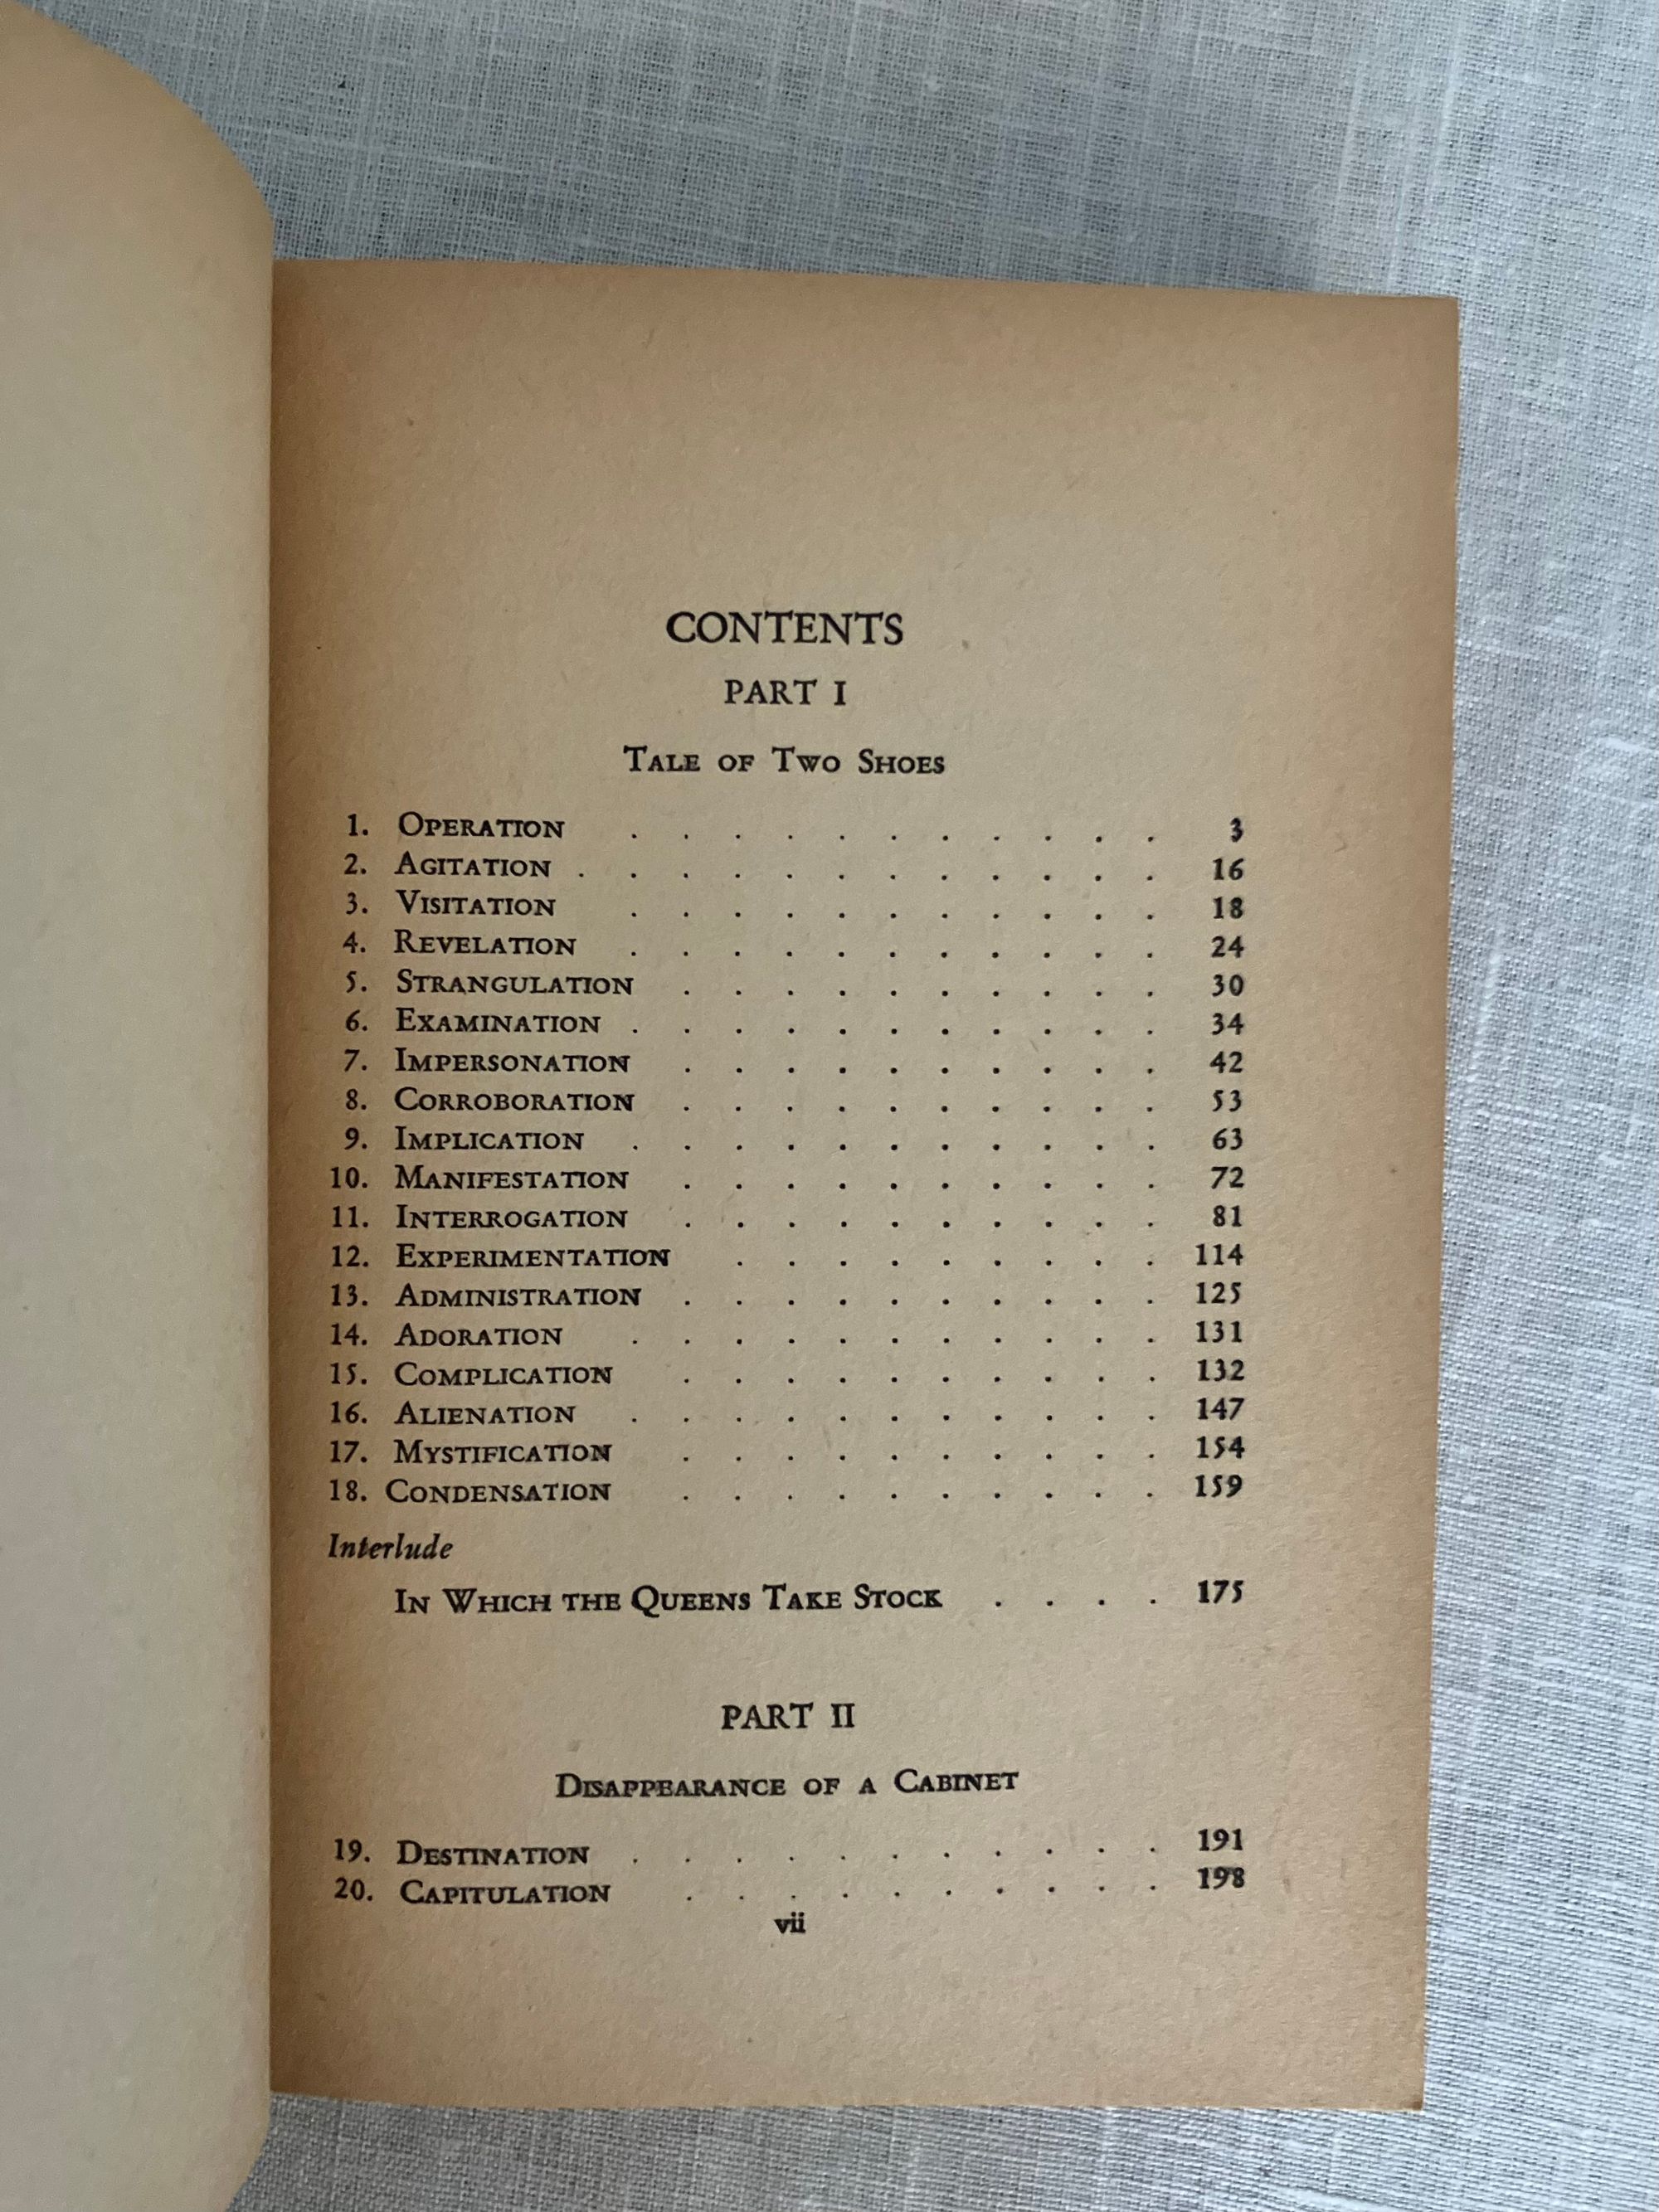 CONTENTS
PART I
TALE OF TWO SHOES
1. OPERATION . . . . . . . . . . . 3
2. AGITATION . . . . . . . . . . . . 16
3. VISITATION . . . . . . . . . . . 18
4. REVELATION . . . . . . . . . . . 24
5. STRANGULATION . . . . . . . . . . 30
6. EXAMINATION . . . . . . . . . . . 34
7. IMPERSONATION . . . . . . . . . . 42
8. CORROBORATION . . . . . . . . . . 53
9. IMPLICATION . . . . . . . . . . . 63
10. MANIFESTATION . . . . . . . . . . 72
11. INTERROGATION . . . . . . . . . . 81
12. EXPERIMENTATION . . . . . . . . . 114
13. ADMINISTRATION . . . . . . . . . . 125
14. ADORATION . . . . . . . . . . . 131
15. COMPLICATION . . . . . . . . . . 132
16. ALIENATION . . . . . . . . . . . 147
17. MYSTIFICATION . . . . . . . . . . 154
18. CONDENSATION . . . . . . . . . . 159
Interlude
IN WHICH THE QUEENS TAKE STOCK . . . . 175
PART II
DISAPPEARANCE OF A CABINET
19. DESTINATION . . . . . . . . . . . 191
20. CAPITULATION . . . . . . . . . . 198
vii